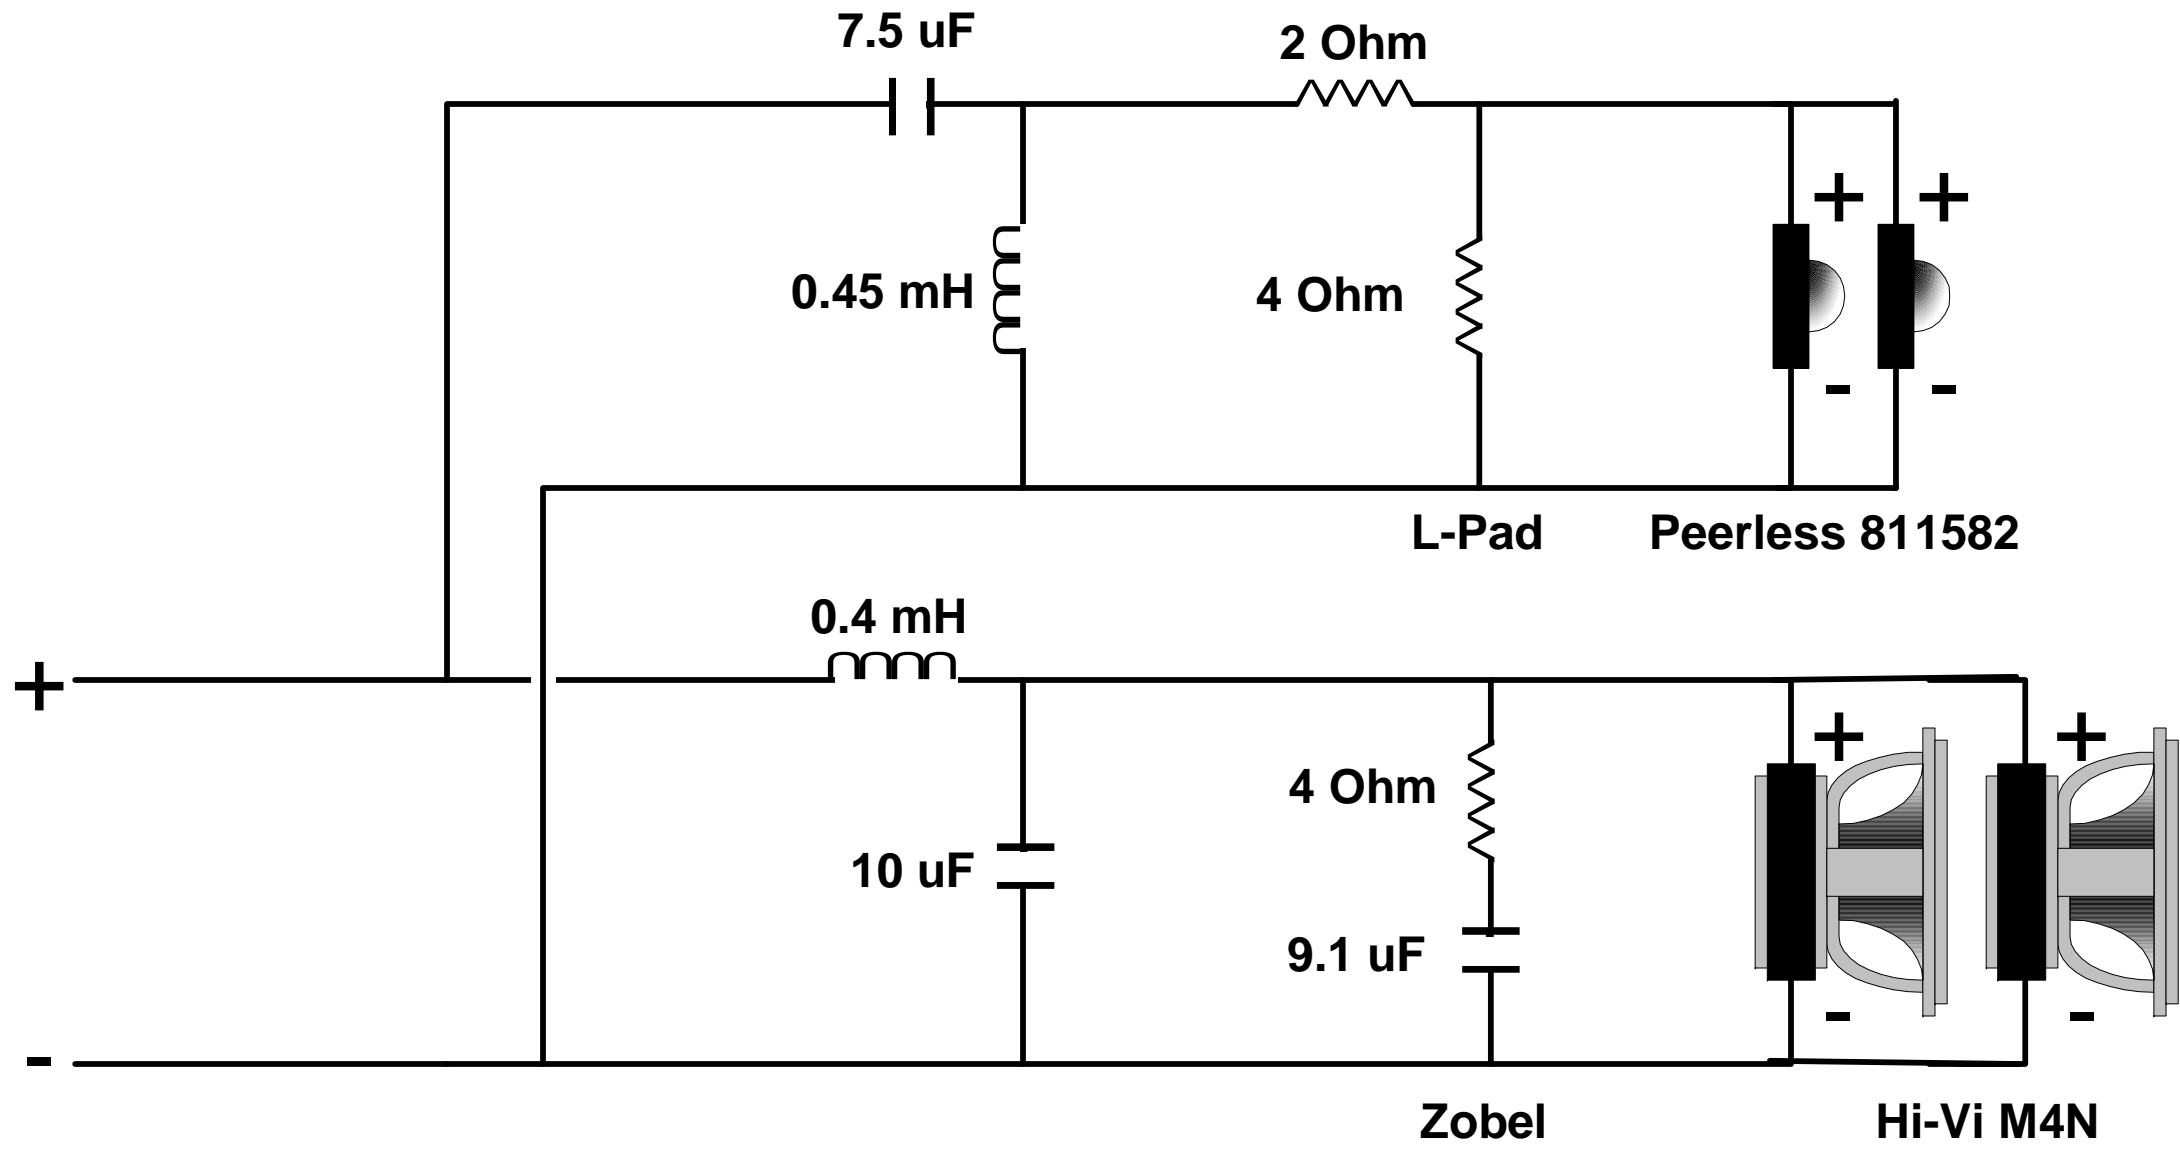 7.5 uF
2 Ohm
+ +
0.45 mH
4 Ohm
- -
L-Pad
Peerless 811582
0.4 mH
+
+ +
4 Ohm
10 uF
9.1 uF
- -
-
Zobel
Hi-Vi M4N